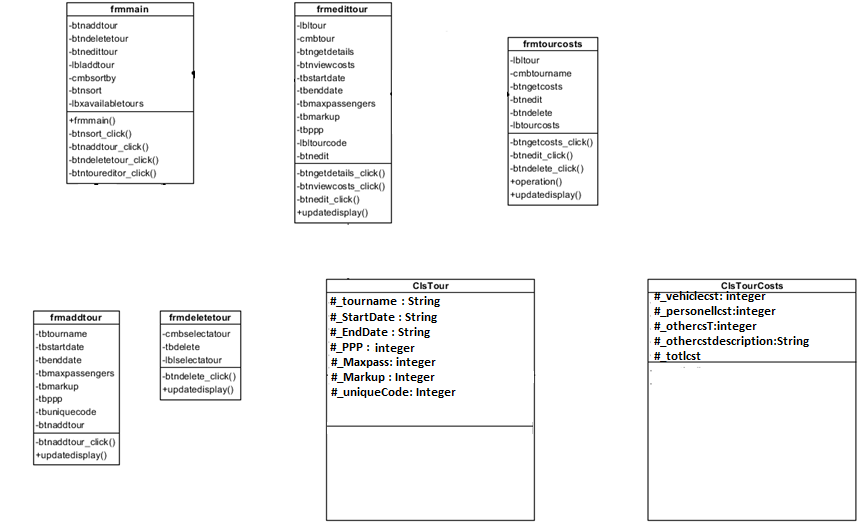 frmmain
-btnaddtour
-btndeletetour
-btnedittour
-lbladdtour
-cmbsortby
-btnsort
-lbxavailabletours
+frmmain()
-btnsort_click()
-btnaddtour_click()
-btndeletetour_click()
-btntoureditor_click()
frmedittour
-lbltour
-cmbtour
-btngetdetails
-btnviewcosts
-tbstartdate
-tbenddate
-tbmaxpassengers
-tbmarkup
-tbppp
-lbltourcode
-btnedit
-btngetdetails_click()
-btnviewcosts_click()
-btnedit_click()
+updatedisplay()
frmtourcosts
-lbltour
-cmbtourname
-btngetcosts
-btnedit
-btndelete
-lbtourcosts
-btngetcosts_click()
-btnedit_click()
-btndelete_click()
+operation()
+updatedisplay()
frmaddtour
-tbtourname
-tbstartdate
-tbenddate
-tbmaxpassengers
-tbmarkup
-tbppp
-tbuniquecode
-btnaddtour
-btnaddtour_click()
+updatedisplay()
frmdeletetour
-cmbselectatour
-tbdelete
-lblselectatour
-btndelete_click()
+updatedisplay()
ClsTour
#_tourname : String
#_StartDate : String
#_EndDate : String
#_PPP : integer
#_Maxpass: integer
#_Markup : Integer
#_uniqueCode: Integer
ClsTourCosts
#_vehiclecst: integer
#_personellcst:integer
#_othercsT:integer
#_othercstdescription:String
#_totlcst